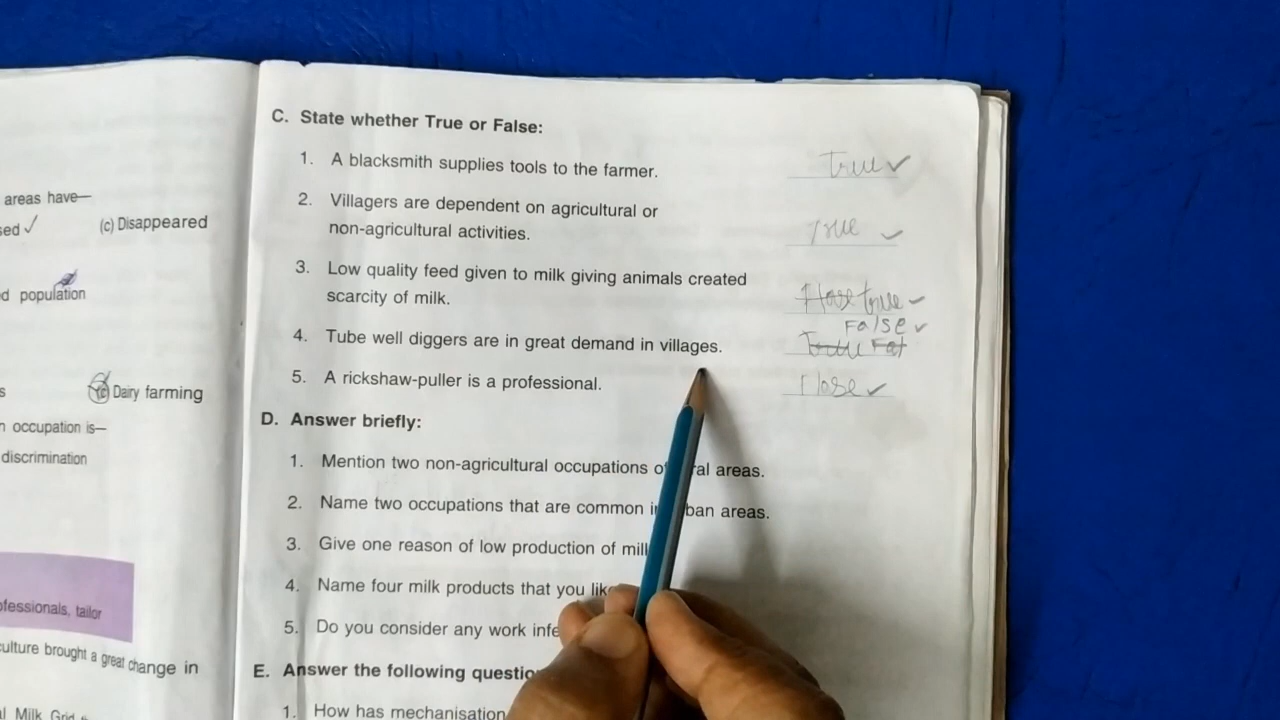 areas have—
sed ✓ (c) Disappeared
d population
(c) Dairy farming
n occupation is—
discrimination
ofessionals, tailor
culture brought a great change in
al Milk Grid
C. State whether True or False:
1. A blacksmith supplies tools to the farmer. True ✓
2. Villagers are dependent on agricultural or
non-agricultural activities. True ✓
3. Low quality feed given to milk giving animals created
scarcity of milk. true ✓
False ✓
4. Tube well diggers are in great demand in villages.
5. A rickshaw-puller is a professional. ✓
D. Answer briefly:
1. Mention two non-agricultural occupations of ral areas.
2. Name two occupations that are common i ban areas.
3. Give one reason of low production of mil
4. Name four milk products that you lik
5. Do you consider any work infe
E. Answer the following questio
1. How has mechanisation